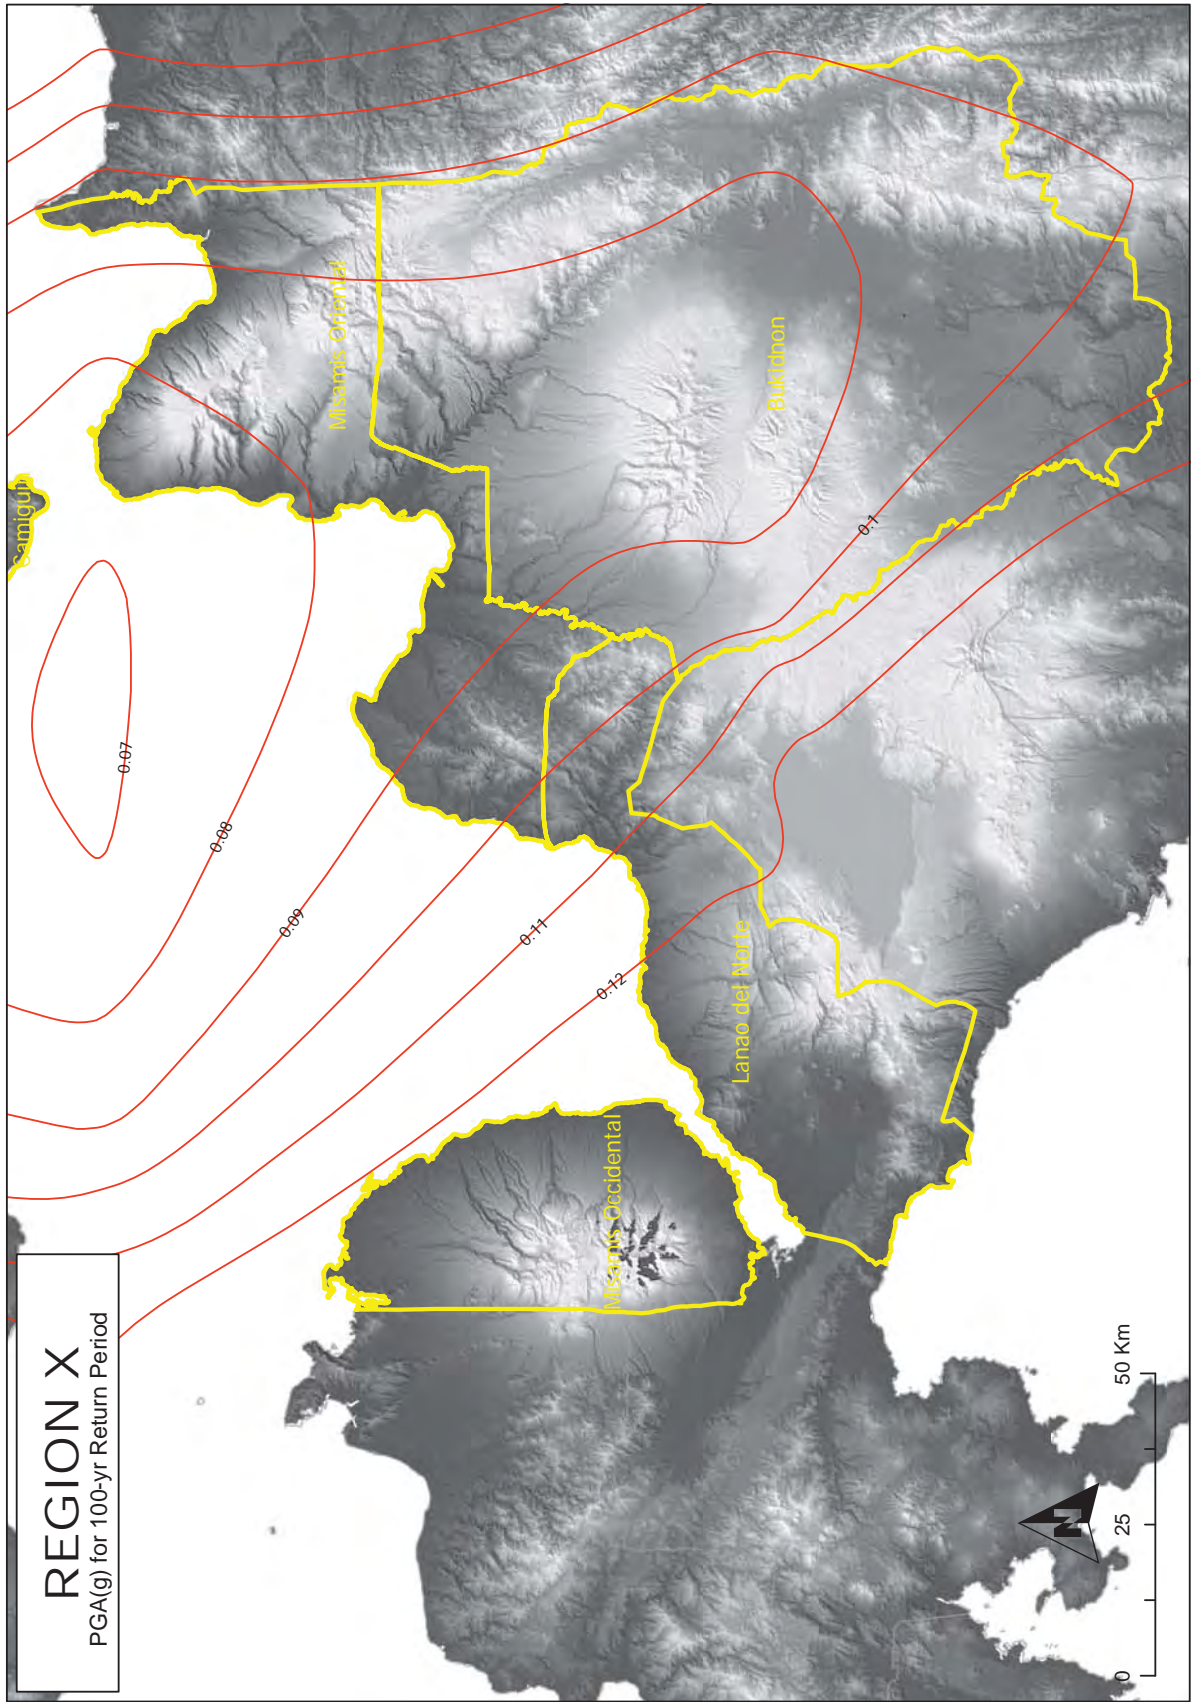 REGION X
PGA(g) for 100-yr Return Period
Camiguin
Misamis Oriental
Bukidnon
Lanao del Norte
Misamis Occidental
0.07
0.08
0.09
0.1
0.11
0.12
N
0 25 50 Km